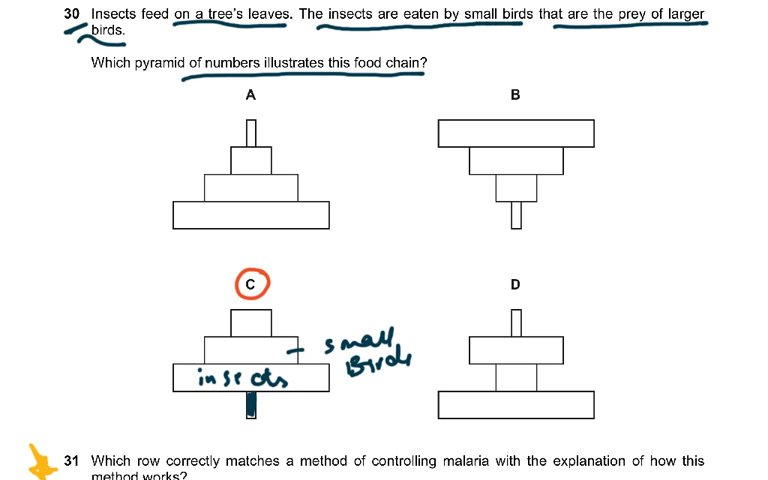 30 Insects feed on a tree's leaves. The insects are eaten by small birds that are the prey of larger
birds.
Which pyramid of numbers illustrates this food chain?
A
B
C
D
small
Birds
insects
31 Which row correctly matches a method of controlling malaria with the explanation of how this
method works?